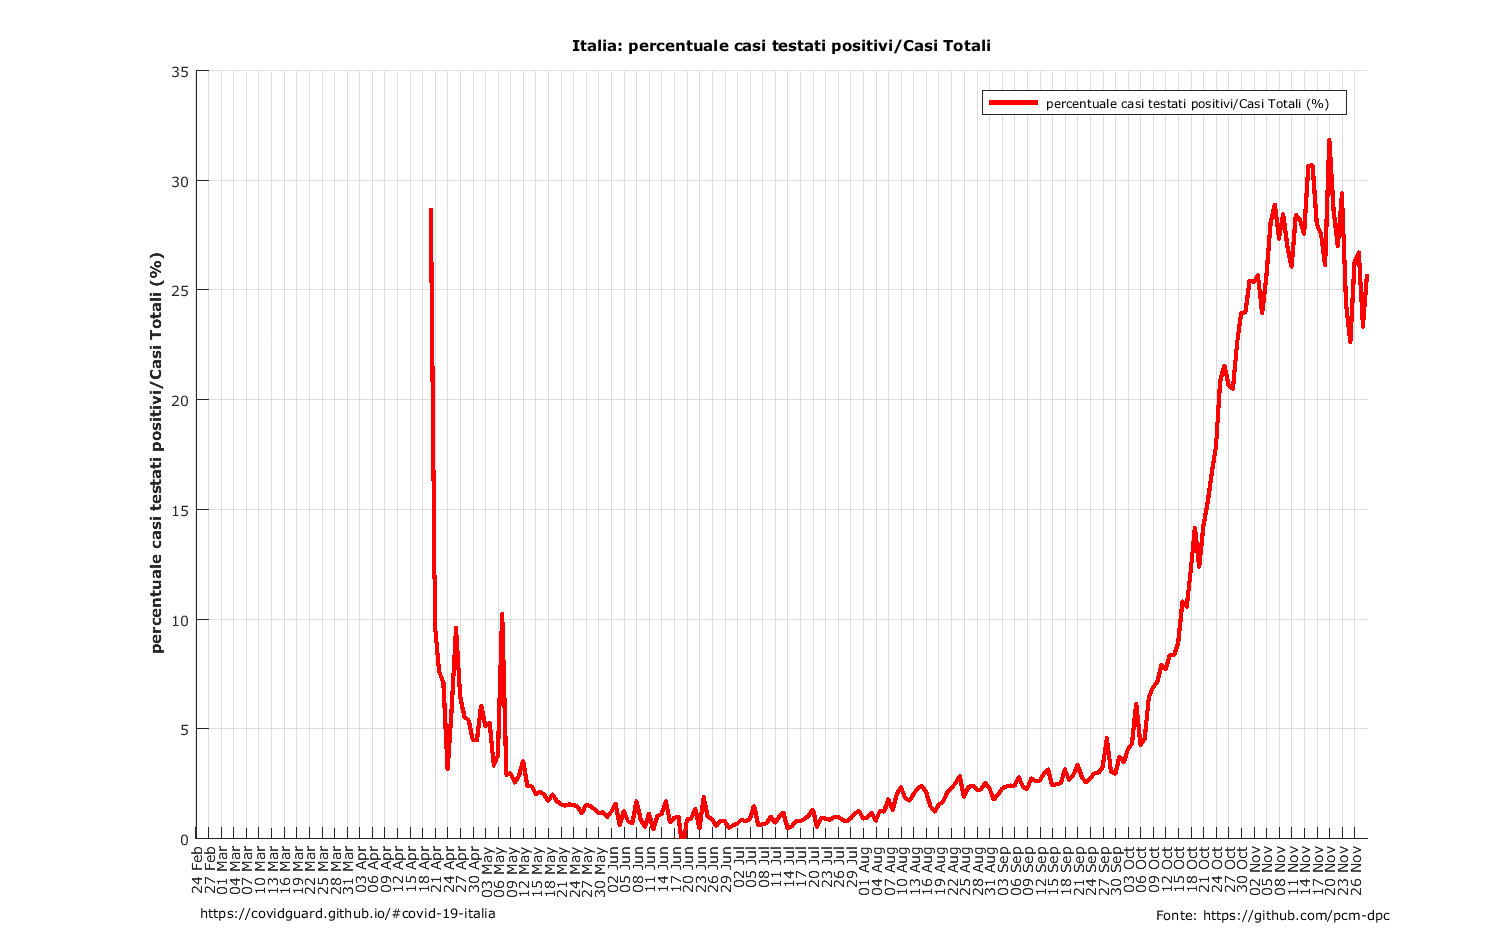 Italia: percentuale casi testati positivi/Casi Totali
percentuale casi testati positivi/Casi Totali (%)
percentuale casi testati positivi/Casi Totali (%)
35
30
25
20
15
10
5
0
24 Feb
27 Feb
01 Mar
04 Mar
07 Mar
10 Mar
13 Mar
16 Mar
19 Mar
22 Mar
25 Mar
28 Mar
31 Mar
03 Apr
06 Apr
09 Apr
12 Apr
15 Apr
18 Apr
21 Apr
24 Apr
27 Apr
30 Apr
03 May
06 May
09 May
12 May
15 May
18 May
21 May
24 May
27 May
30 May
02 Jun
05 Jun
08 Jun
11 Jun
14 Jun
17 Jun
20 Jun
23 Jun
26 Jun
29 Jun
02 Jul
05 Jul
08 Jul
11 Jul
14 Jul
17 Jul
20 Jul
23 Jul
26 Jul
29 Jul
01 Aug
04 Aug
07 Aug
10 Aug
13 Aug
16 Aug
19 Aug
22 Aug
25 Aug
28 Aug
31 Aug
03 Sep
06 Sep
09 Sep
12 Sep
15 Sep
18 Sep
21 Sep
24 Sep
27 Sep
30 Sep
03 Oct
06 Oct
09 Oct
12 Oct
15 Oct
18 Oct
21 Oct
24 Oct
27 Oct
30 Oct
02 Nov
05 Nov
08 Nov
11 Nov
14 Nov
17 Nov
20 Nov
23 Nov
26 Nov
https://covidguard.github.io/#covid-19-italia
Fonte: https://github.com/pcm-dpc